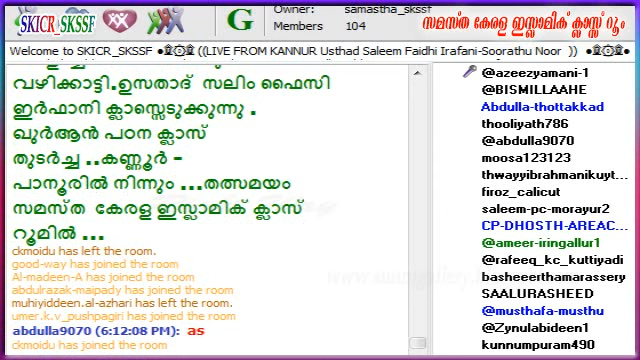 SKICR_SKSSF
G
Owner samastha_skssf
Members 104
സമസ്ത കേരള ഇസ്ലാമിക് ക്ലാസ്സ് റൂം
Welcome to SKICR_SKSSF ((LIVE FROM KANNUR Usthad Saleem Faidhi Irafani-Soorathu Noor ))
വഴിക്കാട്ടി.ഉസതാദ് സലിം ഫൈസി
ഇർഫാനി ക്ലാസ്സെടുക്കുന്നു .
ഖുർആൻ പഠന ക്ലാസ്
തുടർച്ച ..കണ്ണൂർ -
പാനൂരിൽ നിന്നും ...തത്സമയം
സമസ്ത കേരള ഇസ്ലാമിക് ക്ലാസ്
റൂമിൽ ...
ckmoidu has left the room.
good-way has joined the room
Al-madeen-A has joined the room
abdulrazak-maipady has joined the room
muhiyiddeen.al-azhari has left the room.
umer.k.v_pushpagiri has joined the room
abdulla9070 (6:12:08 PM): as
ckmoidu has joined the room
@azeezyamani-1
@BISMILLAAHE
Abdulla-thottakkad
thooliyath786
@abdulla9070
moosa123123
thwayyibrahmanikuyt...
firoz_calicut
saleem-pc-morayur2
CP-DHOSTH-AREAC...
@ameer-iringallur1
@rafeeq_kc_kuttiyadi
basheeerthamarassery
SAALURASHEED
@musthafa-musthu
@Zynulabideen1
kunnumpuram490